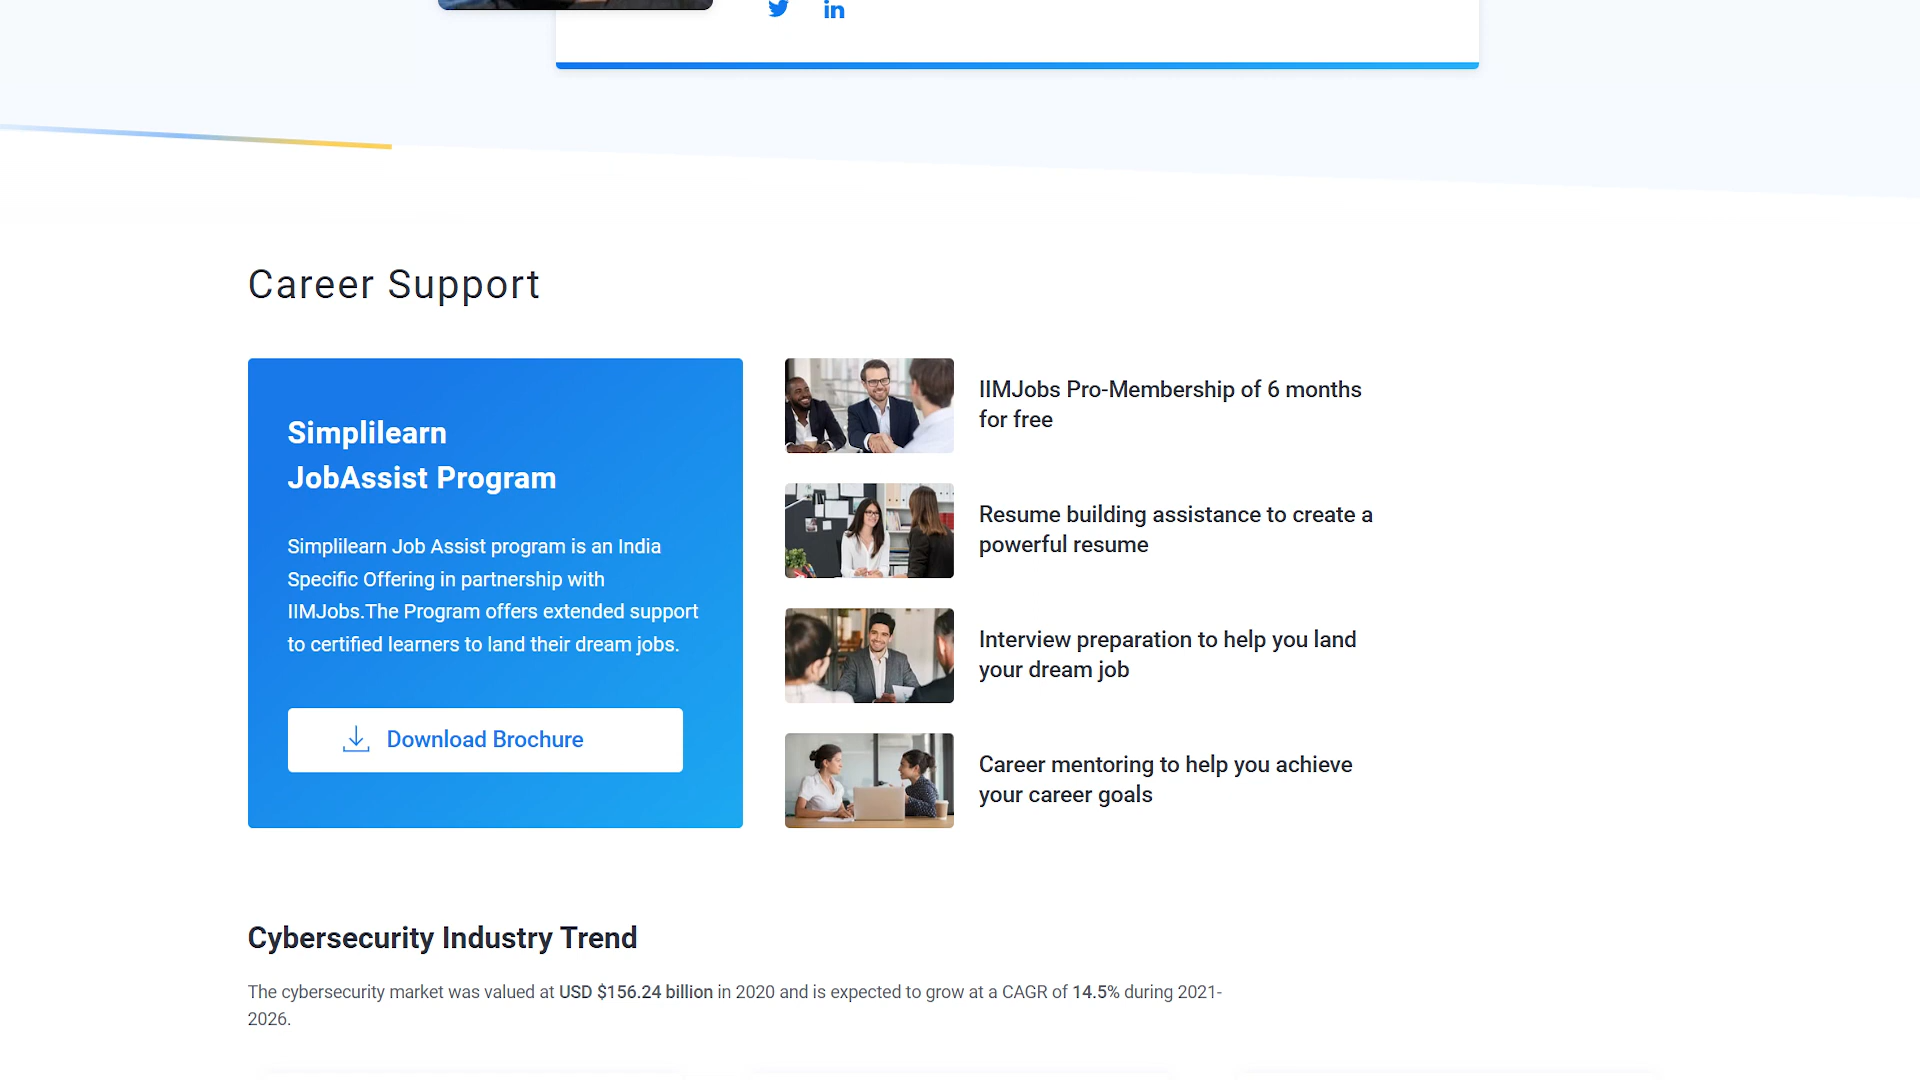 Career Support
Simplilearn
JobAssist Program
Simplilearn Job Assist program is an India
Specific Offering in partnership with
IIMJobs.The Program offers extended support
to certified learners to land their dream jobs.
Download Brochure
IIMJobs Pro-Membership of 6 months
for free
Resume building assistance to create a
powerful resume
Interview preparation to help you land
your dream job
Career mentoring to help you achieve
your career goals
Cybersecurity Industry Trend
The cybersecurity market was valued at USD $156.24 billion in 2020 and is expected to grow at a CAGR of 14.5% during 2021-
2026.